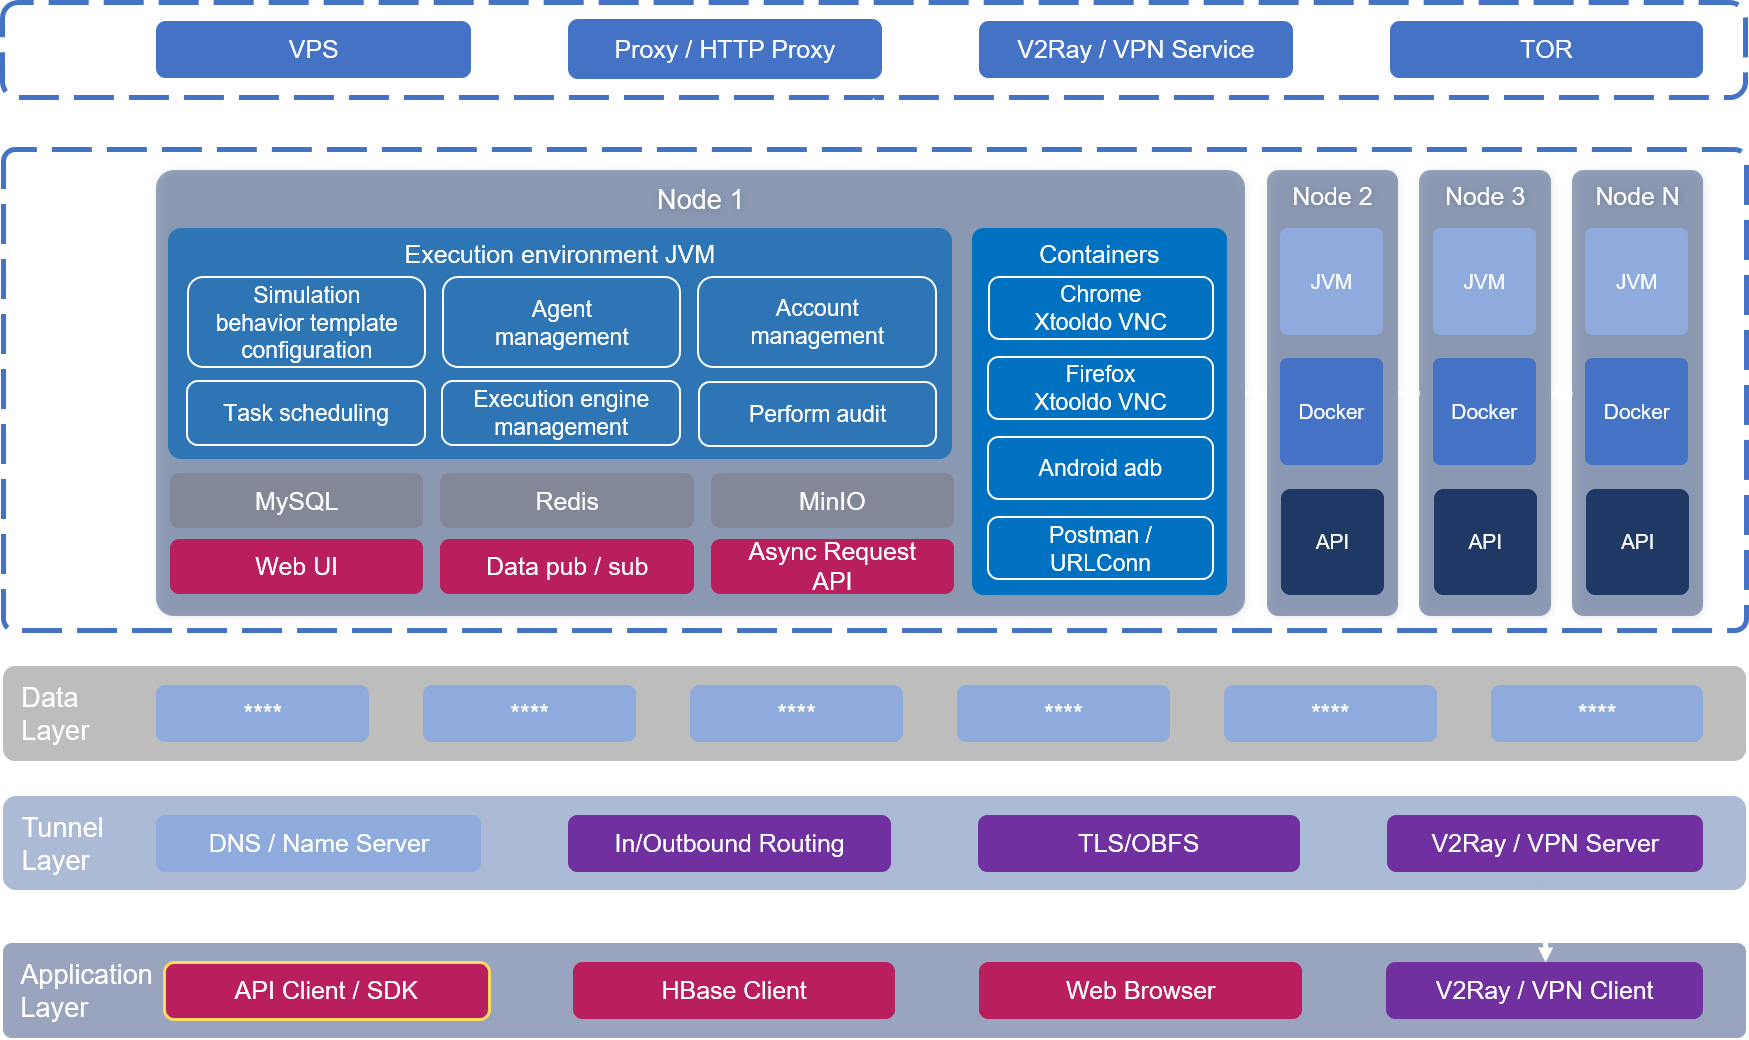 VPS
Proxy / HTTP Proxy
V2Ray / VPN Service
TOR
Node 1
Node 2
Node 3
Node N
Execution environment JVM
Simulation
behavior template
configuration
Agent
management
Account
management
Task scheduling
Execution engine
management
Perform audit
MySQL
Redis
MinIO
Web UI
Data pub / sub
Async Request
API
Containers
Chrome
Xtooldo VNC
Firefox
Xtooldo VNC
Android adb
Postman /
URLConn
JVM
JVM
JVM
Docker
Docker
Docker
API
API
API
Data
Layer
****
****
****
****
****
****
Tunnel
Layer
DNS / Name Server
In/Outbound Routing
TLS/OBFS
V2Ray / VPN Server
Application
Layer
API Client / SDK
HBase Client
Web Browser
V2Ray / VPN Client